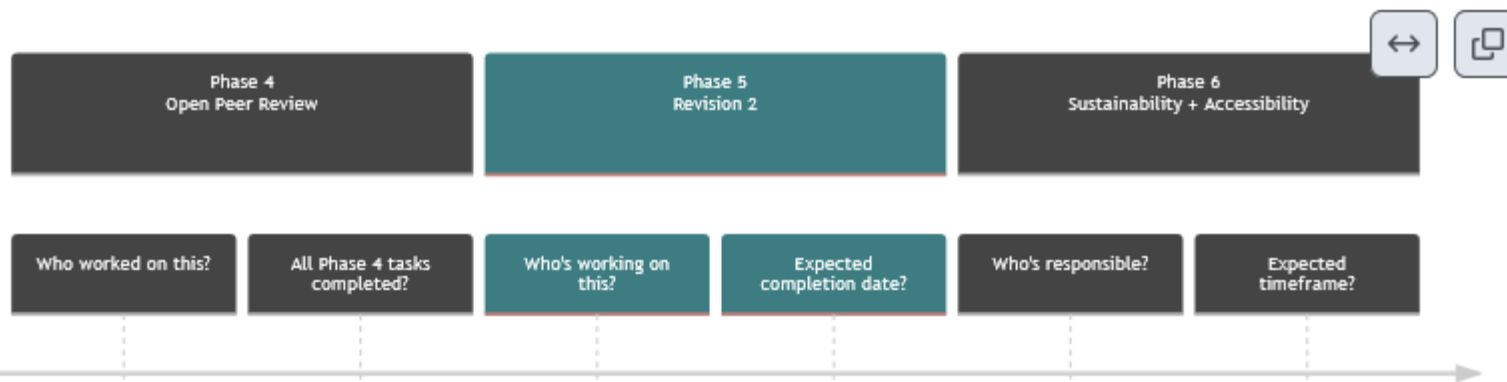 Phase 4
Open Peer Review
Phase 5
Revision 2
Phase 6
Sustainability + Accessibility
Who worked on this?
All Phase 4 tasks
completed?
Who's working on
this?
Expected
completion date?
Who's responsible?
Expected
timeframe?